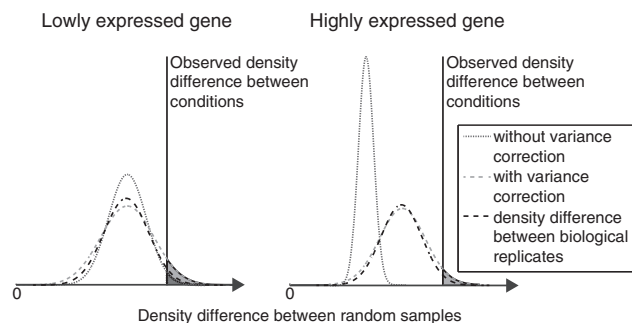 Lowly expressed gene
Highly expressed gene
Observed density
difference between
conditions
Observed density
difference between
conditions
without variance
correction
with variance
correction
density difference
between biological
replicates
0
0
Density difference between random samples